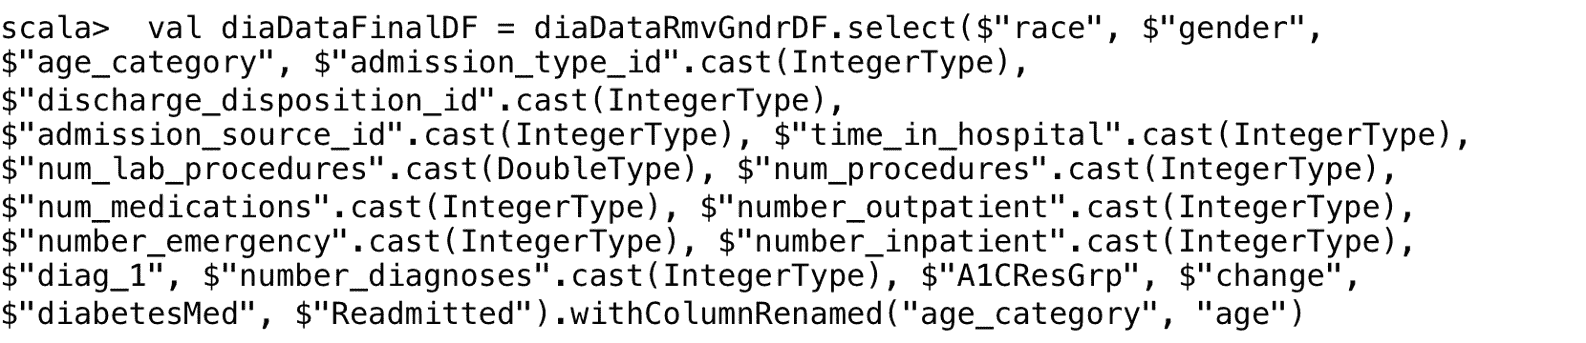 scala>  val diaDataFinalDF = diaDataRmvGndrDF.select($"race", $"gender",
$"age_category", $"admission_type_id".cast(IntegerType),
$"discharge_disposition_id".cast(IntegerType),
$"admission_source_id".cast(IntegerType), $"time_in_hospital".cast(IntegerType),
$"num_lab_procedures".cast(DoubleType), $"num_procedures".cast(IntegerType),
$"num_medications".cast(IntegerType), $"number_outpatient".cast(IntegerType),
$"number_emergency".cast(IntegerType), $"number_inpatient".cast(IntegerType),
$"diag_1", $"number_diagnoses".cast(IntegerType), $"A1CResGrp", $"change",
$"diabetesMed", $"Readmitted").withColumnRenamed("age_category", "age")